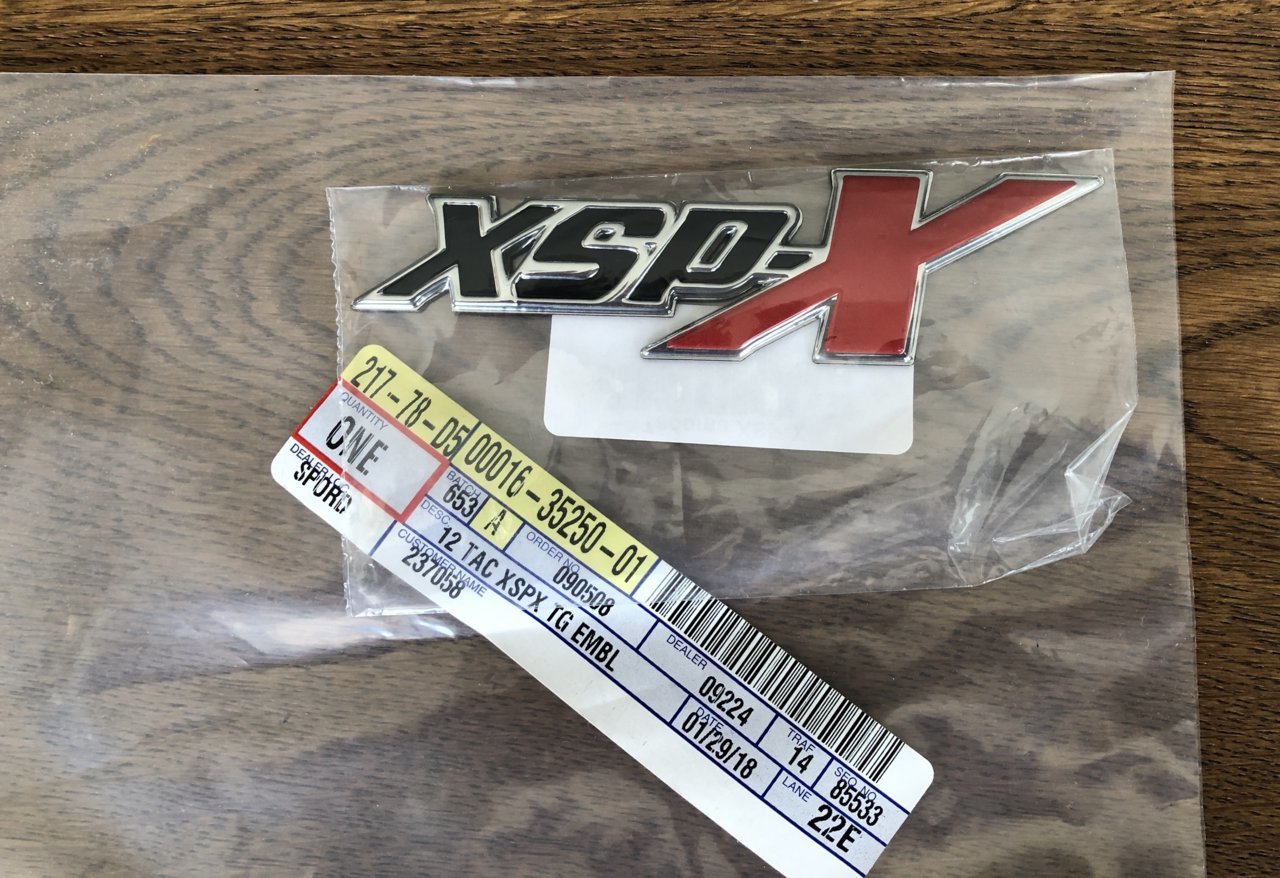 XSP-X
217-78-D5 00016-35250-01
QUANTITY
ONE
DEALER LOC.
SPORD
BATCH
653 A
ORDER NO.
090508
DESC.
12 TAC XSPX TG EMBL
CUSTOMER NAME
237058
DEALER
09224
TRAF
14
SEQ NO.
85533
DATE
01/29/18
LANE
22E